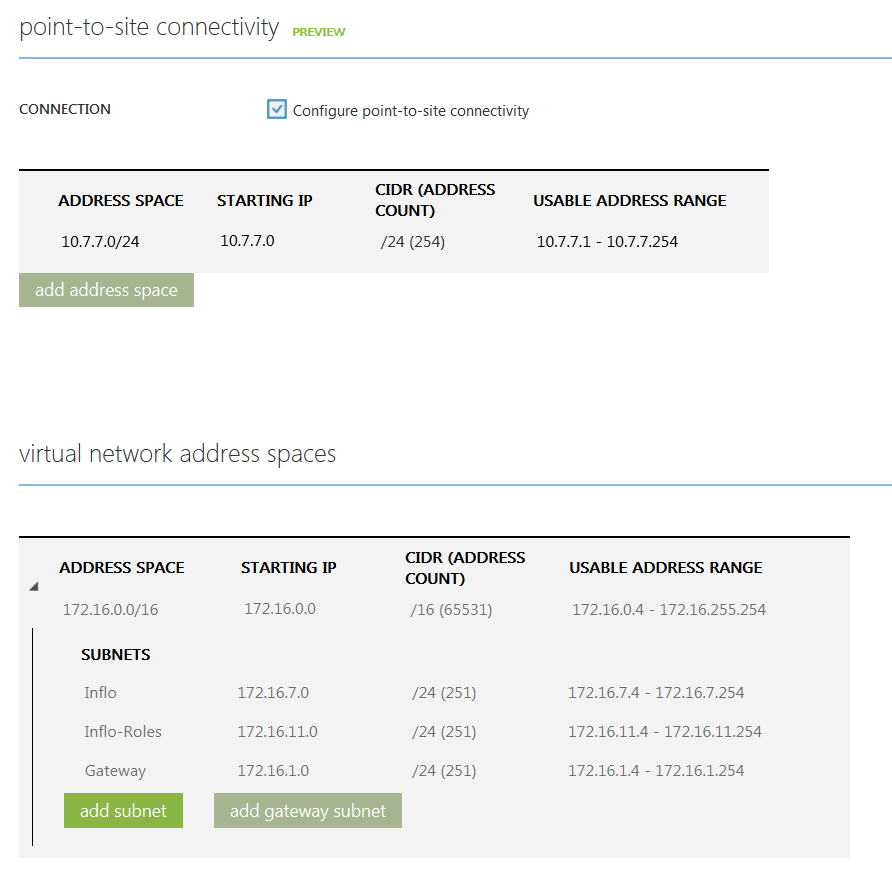 point-to-site connectivity PREVIEW
CONNECTION Configure point-to-site connectivity
ADDRESS SPACE STARTING IP CIDR (ADDRESS COUNT) USABLE ADDRESS RANGE
10.7.7.0/24 10.7.7.0 /24 (254) 10.7.7.1 - 10.7.7.254
add address space
virtual network address spaces
ADDRESS SPACE STARTING IP CIDR (ADDRESS COUNT) USABLE ADDRESS RANGE
172.16.0.0/16 172.16.0.0 /16 (65531) 172.16.0.4 - 172.16.255.254
SUBNETS
Inflo 172.16.7.0 /24 (251) 172.16.7.4 - 172.16.7.254
Inflo-Roles 172.16.11.0 /24 (251) 172.16.11.4 - 172.16.11.254
Gateway 172.16.1.0 /24 (251) 172.16.1.4 - 172.16.1.254
add subnet add gateway subnet